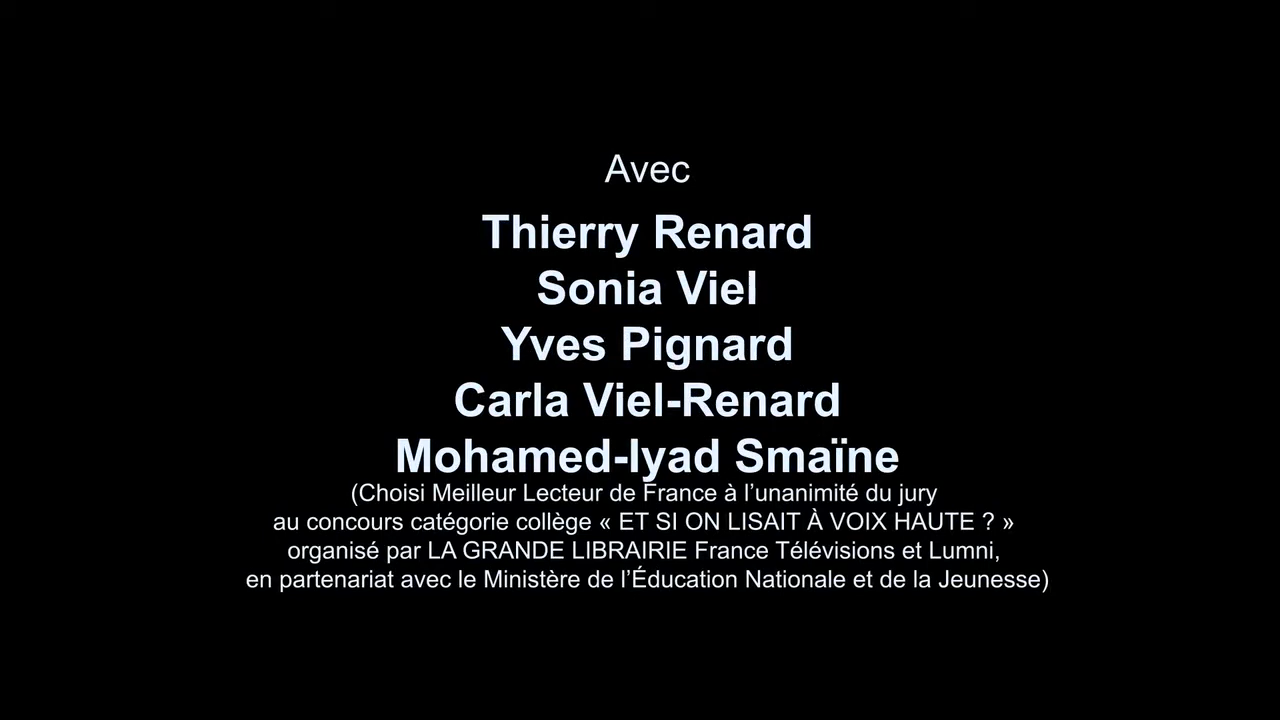 Avec
Thierry Renard
Sonia Viel
Yves Pignard
Carla Viel-Renard
Mohamed-Iyad Smaïne
(Choisi Meilleur Lecteur de France à l’unanimité du jury
au concours catégorie collège « ET SI ON LISAIT À VOIX HAUTE ? »
organisé par LA GRANDE LIBRAIRIE France Télévisions et Lumni,
en partenariat avec le Ministère de l’Éducation Nationale et de la Jeunesse)